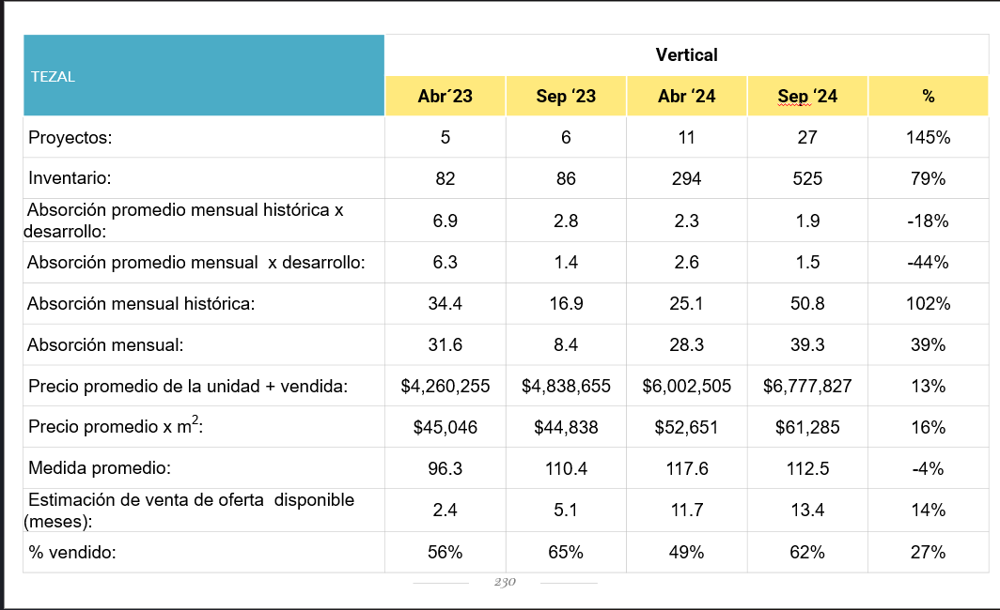 TEZAL
Vertical
Abr´23 Sep ‘23 Abr ‘24 Sep ‘24 %
Proyectos: 5 6 11 27 145%
Inventario: 82 86 294 525 79%
Absorción promedio mensual histórica x
desarrollo: 6.9 2.8 2.3 1.9 -18%
Absorción promedio mensual  x desarrollo: 6.3 1.4 2.6 1.5 -44%
Absorción mensual histórica: 34.4 16.9 25.1 50.8 102%
Absorción mensual: 31.6 8.4 28.3 39.3 39%
Precio promedio de la unidad + vendida: $4,260,255 $4,838,655 $6,002,505 $6,777,827 13%
Precio promedio x m²: $45,046 $44,838 $52,651 $61,285 16%
Medida promedio: 96.3 110.4 117.6 112.5 -4%
Estimación de venta de oferta  disponible
(meses): 2.4 5.1 11.7 13.4 14%
% vendido: 56% 65% 49% 62% 27%
230